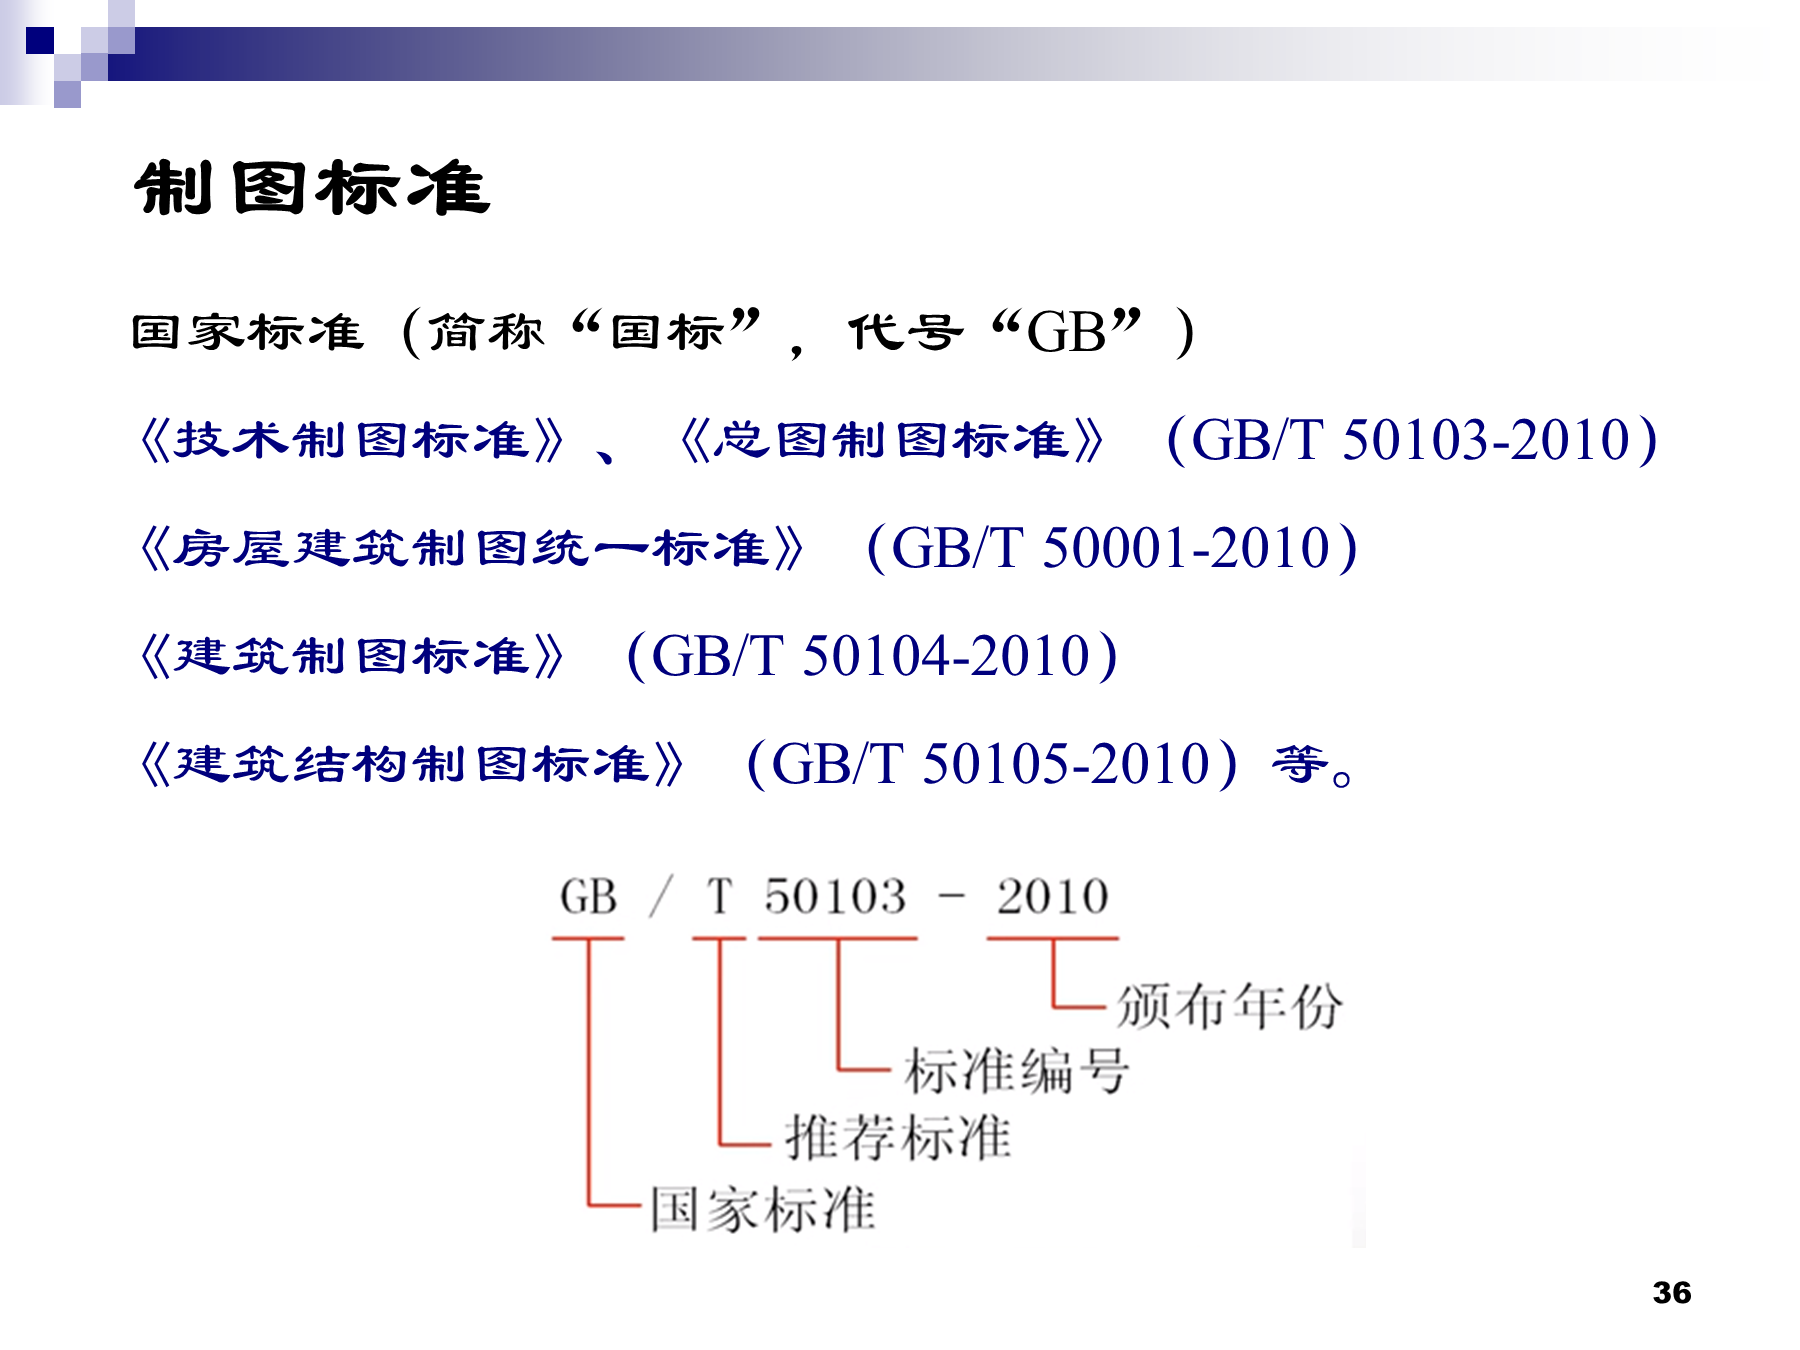 制图标准
国家标准（简称“国标”，代号“GB”）
《技术制图标准》、《总图制图标准》（GB/T 50103-2010）
《房屋建筑制图统一标准》（GB/T 50001-2010）
《建筑制图标准》（GB/T 50104-2010）
《建筑结构制图标准》（GB/T 50105-2010）等。
GB / T 50103 - 2010
颁布年份
标准编号
推荐标准
国家标准
36